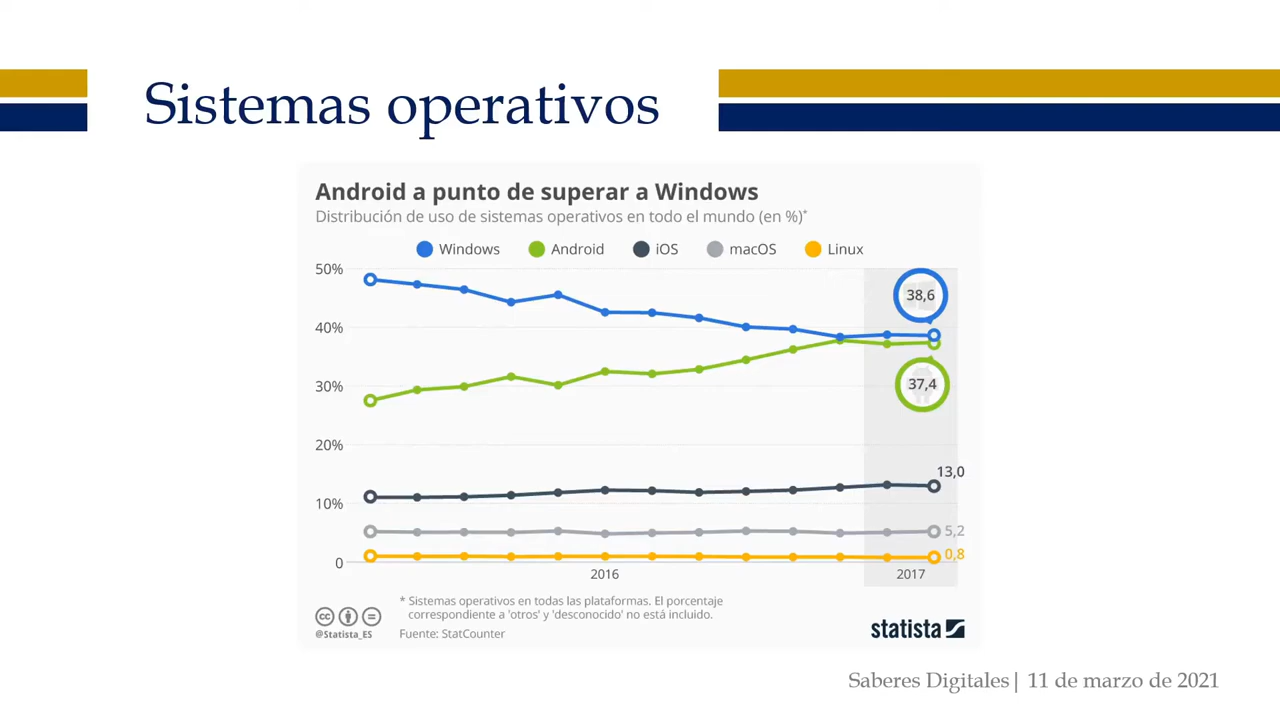 Sistemas operativos
Android a punto de superar a Windows
Distribución de uso de sistemas operativos en todo el mundo (en %)*
Windows Android iOS macOS Linux
50%
38,6
40%
30%
37,4
20%
13,0
10%
5,2
0,8
0
2016 2017
* Sistemas operativos en todas las plataformas. El porcentaje
correspondiente a 'otros' y 'desconocido' no está incluido.
@Statista_ES Fuente: StatCounter
statista
Saberes Digitales| 11 de marzo de 2021